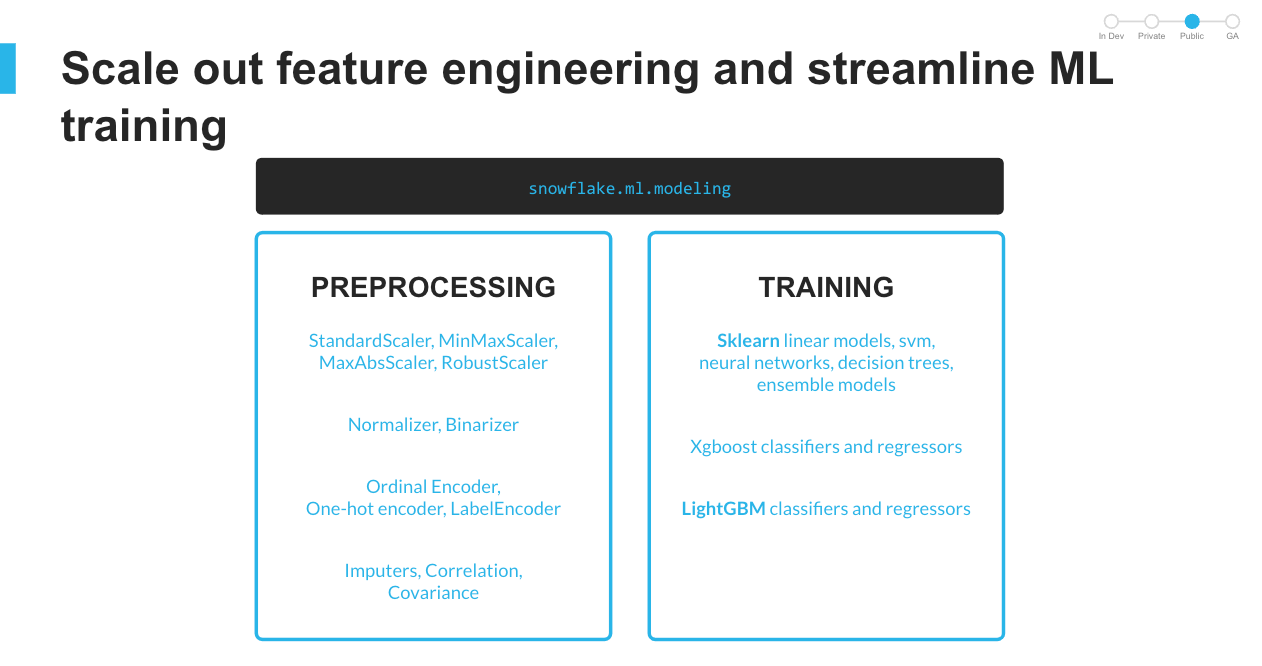 In Dev Private Public GA
Scale out feature engineering and streamline ML
training
snowflake.ml.modeling
PREPROCESSING
StandardScaler, MinMaxScaler,
MaxAbsScaler, RobustScaler
Normalizer, Binarizer
Ordinal Encoder,
One-hot encoder, LabelEncoder
Imputers, Correlation,
Covariance
TRAINING
Sklearn linear models, svm,
neural networks, decision trees,
ensemble models
Xgboost classifiers and regressors
LightGBM classifiers and regressors